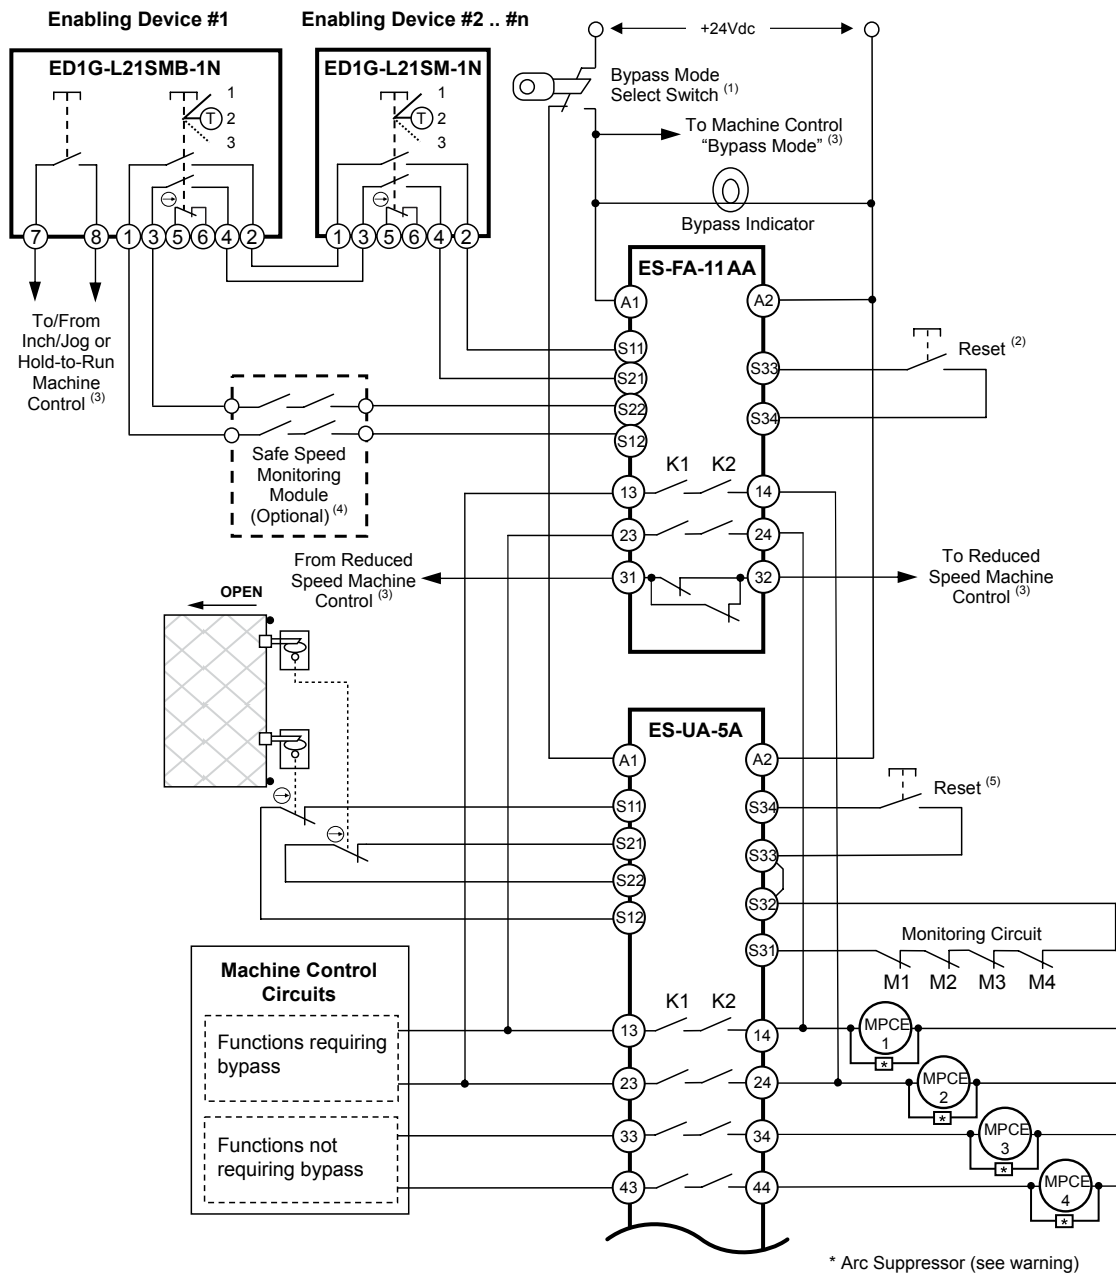 Enabling Device #1
Enabling Device #2 .. #n
+24Vdc
ED1G-L21SMB-1N
1
T 2
3
7 8 1 3 5 6 4 2
ED1G-L21SM-1N
1
T 2
3
1 3 5 6 4 2
Bypass Mode
Select Switch (1)
To Machine Control
“Bypass Mode” (3)
Bypass Indicator
To/From
Inch/Jog or
Hold-to-Run
Machine
Control (3)
Safe Speed
Monitoring
Module
(Optional) (4)
ES-FA-11AA
A1 A2
S11
S21
S22
S12
S33
S34
Reset (2)
K1 K2
13 14
23 24
31 32
From Reduced
Speed Machine
Control (3)
To Reduced
Speed Machine
Control (3)
OPEN
ES-UA-5A
A1 A2
S11 S34
S21 S33
S22 S32
S12 S31
Reset (5)
Monitoring Circuit
M1 M2 M3 M4
Machine Control
Circuits
Functions requiring
bypass
Functions not
requiring bypass
K1 K2
13 14
23 24
33 34
43 44
MPCE
1
*
MPCE
2
*
MPCE
3
*
MPCE
4
*
* Arc Suppressor (see warning)